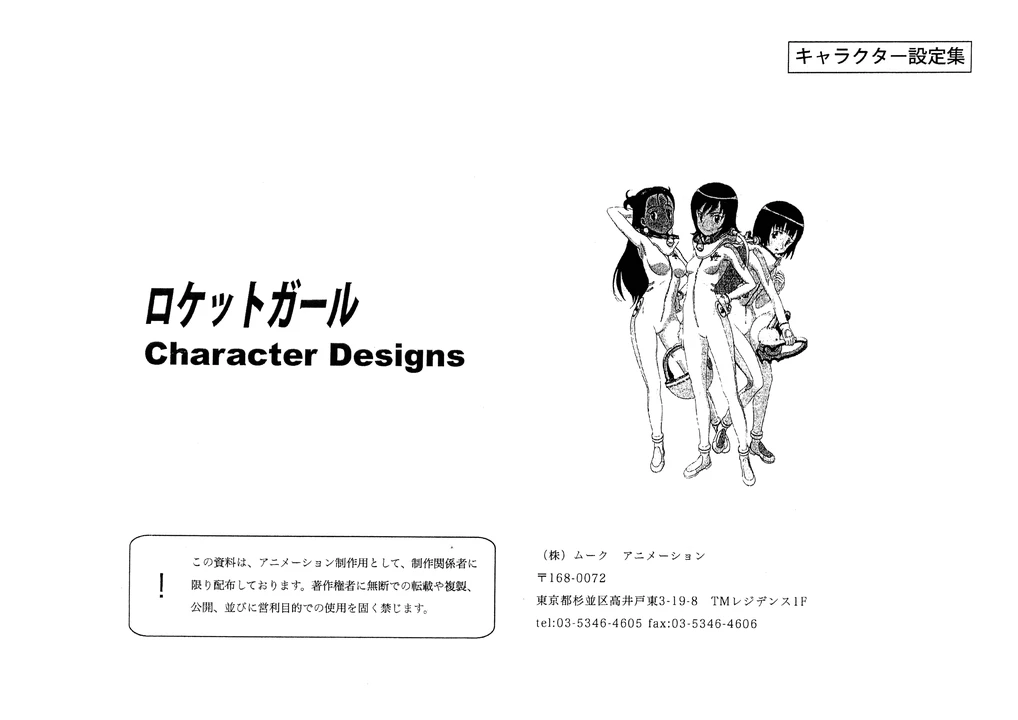 キャラクター設定集
ロケットガール
Character Designs
！ この資料は、アニメーション制作用として、制作関係者に
限り配布しております。著作権者に無断での転載や複製、
公開、並びに営利目的での使用を固く禁じます。
（株）ムーク　アニメーション
〒168-0072
東京都杉並区高井戸東3-19-8　TMレジデンス1F
tel:03-5346-4605 fax:03-5346-4606